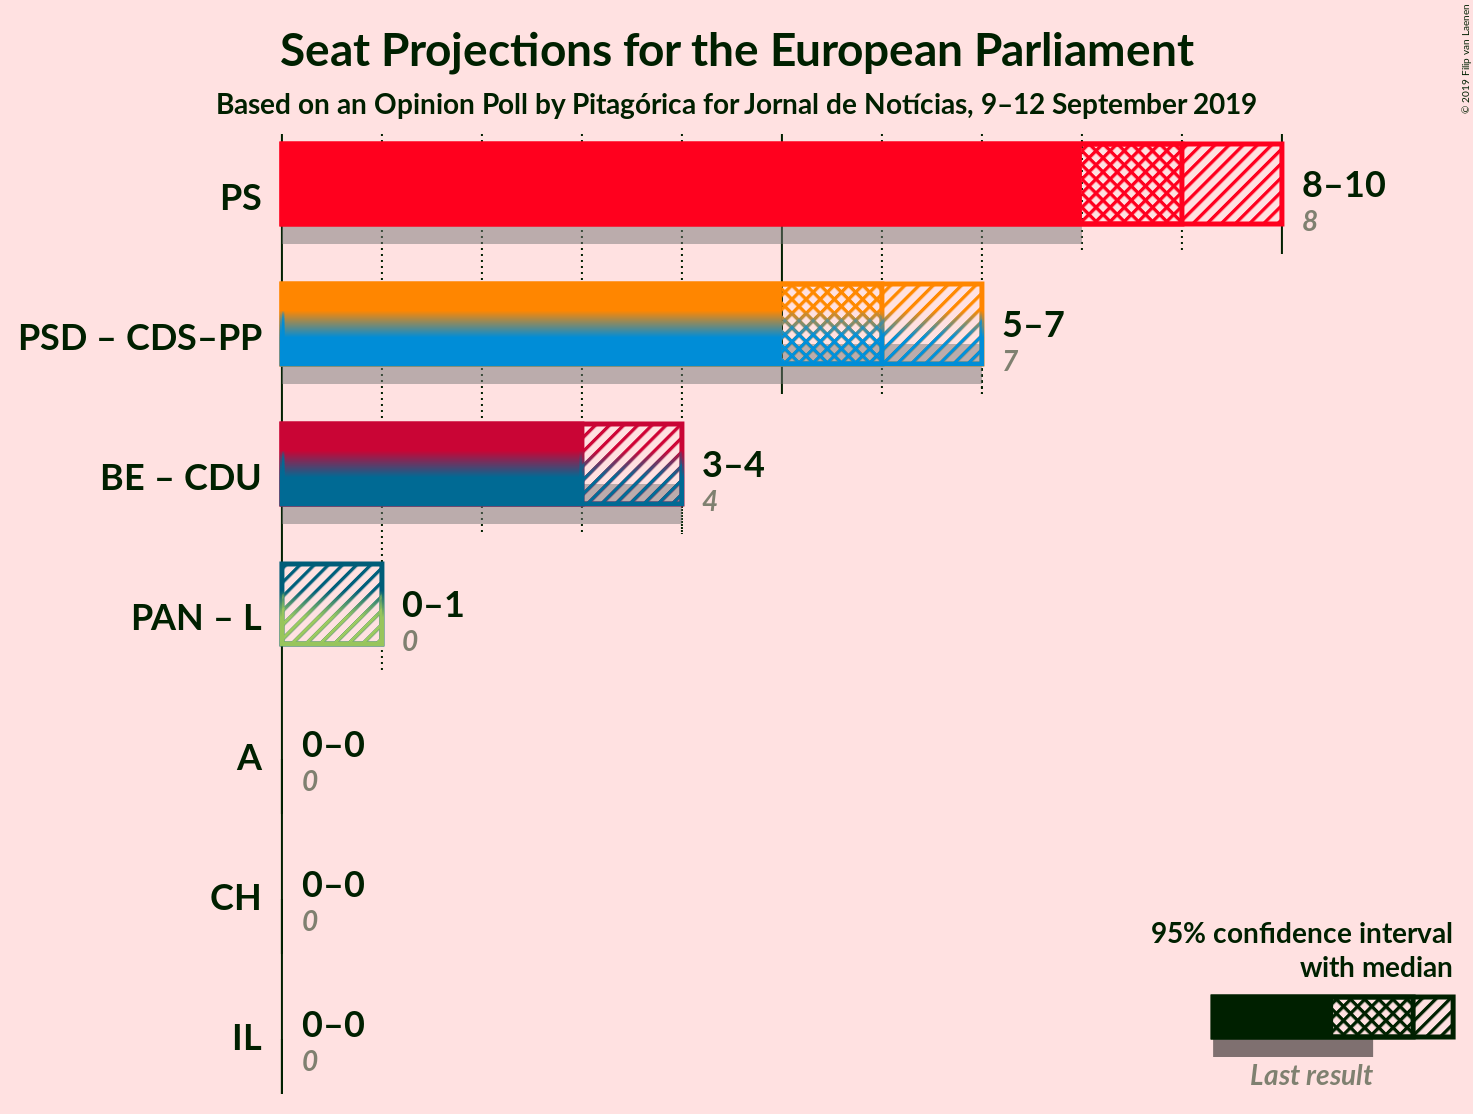 Seat Projections for the European Parliament
Based on an Opinion Poll by Pitagórica for Jornal de Notícias, 9–12 September 2019
© 2019 Filip van Laenen
PS
8–10
8
PSD – CDS–PP
5–7
7
BE – CDU
3–4
4
PAN – L
0–1
0
A
0–0
0
CH
0–0
0
IL
0–0
0
95% confidence interval
with median
Last result